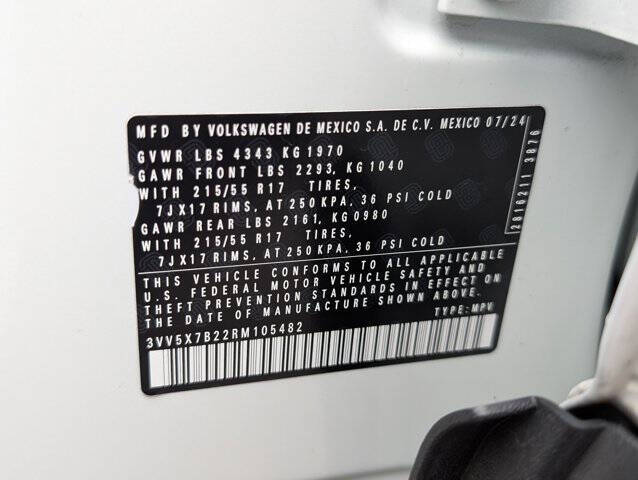 MFD BY VOLKSWAGEN DE MEXICO S.A. DE C.V. MEXICO 07/24
GVWR LBS 4343 KG 1970
GAWR FRONT LBS 2293, KG 1040
WITH 215/55 R17 TIRES,
7JX17 RIMS, AT 250 KPA, 36 PSI COLD
GAWR REAR LBS 2161, KG 0980
WITH 215/55 R17 TIRES,
7JX17 RIMS, AT 250 KPA, 36 PSI COLD
THIS VEHICLE CONFORMS TO ALL APPLICABLE
U.S. FEDERAL MOTOR VEHICLE SAFETY AND
THEFT PREVENTION STANDARDS IN EFFECT ON
THE DATE OF MANUFACTURE SHOWN ABOVE.
TYPE: MPV
3VV5X7B22RM105482
2816211 3876